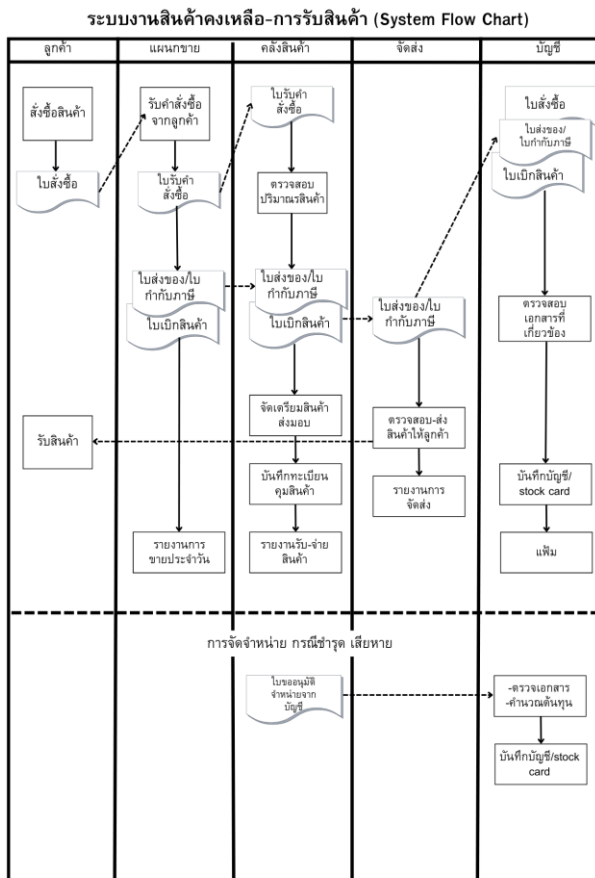 ระบบงานสินค้าคงเหลือ-การรับสินค้า (System Flow Chart)
ลูกค้า
แผนกขาย
คลังสินค้า
จัดส่ง
บัญชี
สั่งซื้อสินค้า
รับคำสั่งซื้อ
จากลูกค้า
ใบรับคำ
สั่งซื้อ
ใบสั่งซื้อ
ใบส่งของ/
ใบกำกับภาษี
ใบเบิกสินค้า
ใบสั่งซื้อ
ใบรับคำ
สั่งซื้อ
ตรวจสอบ
ปริมาณรสินค้า
ใบส่งของ/ใบ
กำกับภาษี
ใบเบิกสินค้า
ใบส่งของ/ใบ
กำกับภาษี
ใบเบิกสินค้า
ใบส่งของ/ใบ
กำกับภาษี
ตรวจสอบ
เอกสารที่
เกี่ยวข้อง
จัดเตรียมสินค้า
ส่งมอบ
รับสินค้า
ตรวจสอบ-ส่ง
สินค้าให้ลูกค้า
บันทึกทะเบียน
คุมสินค้า
รายงานการ
จัดส่ง
บันทึกบัญชี/
stock card
รายงานการ
ขายประจำวัน
รายงานรับ-จ่าย
สินค้า
แฟ้ม
การจัดจำหน่าย กรณีชำรุด เสียหาย
ใบขออนุมัติ
จำหน่ายจาก
บัญชี
-ตรวจเอกสาร
-คำนวณต้นทุน
บันทึกบัญชี/stock
card